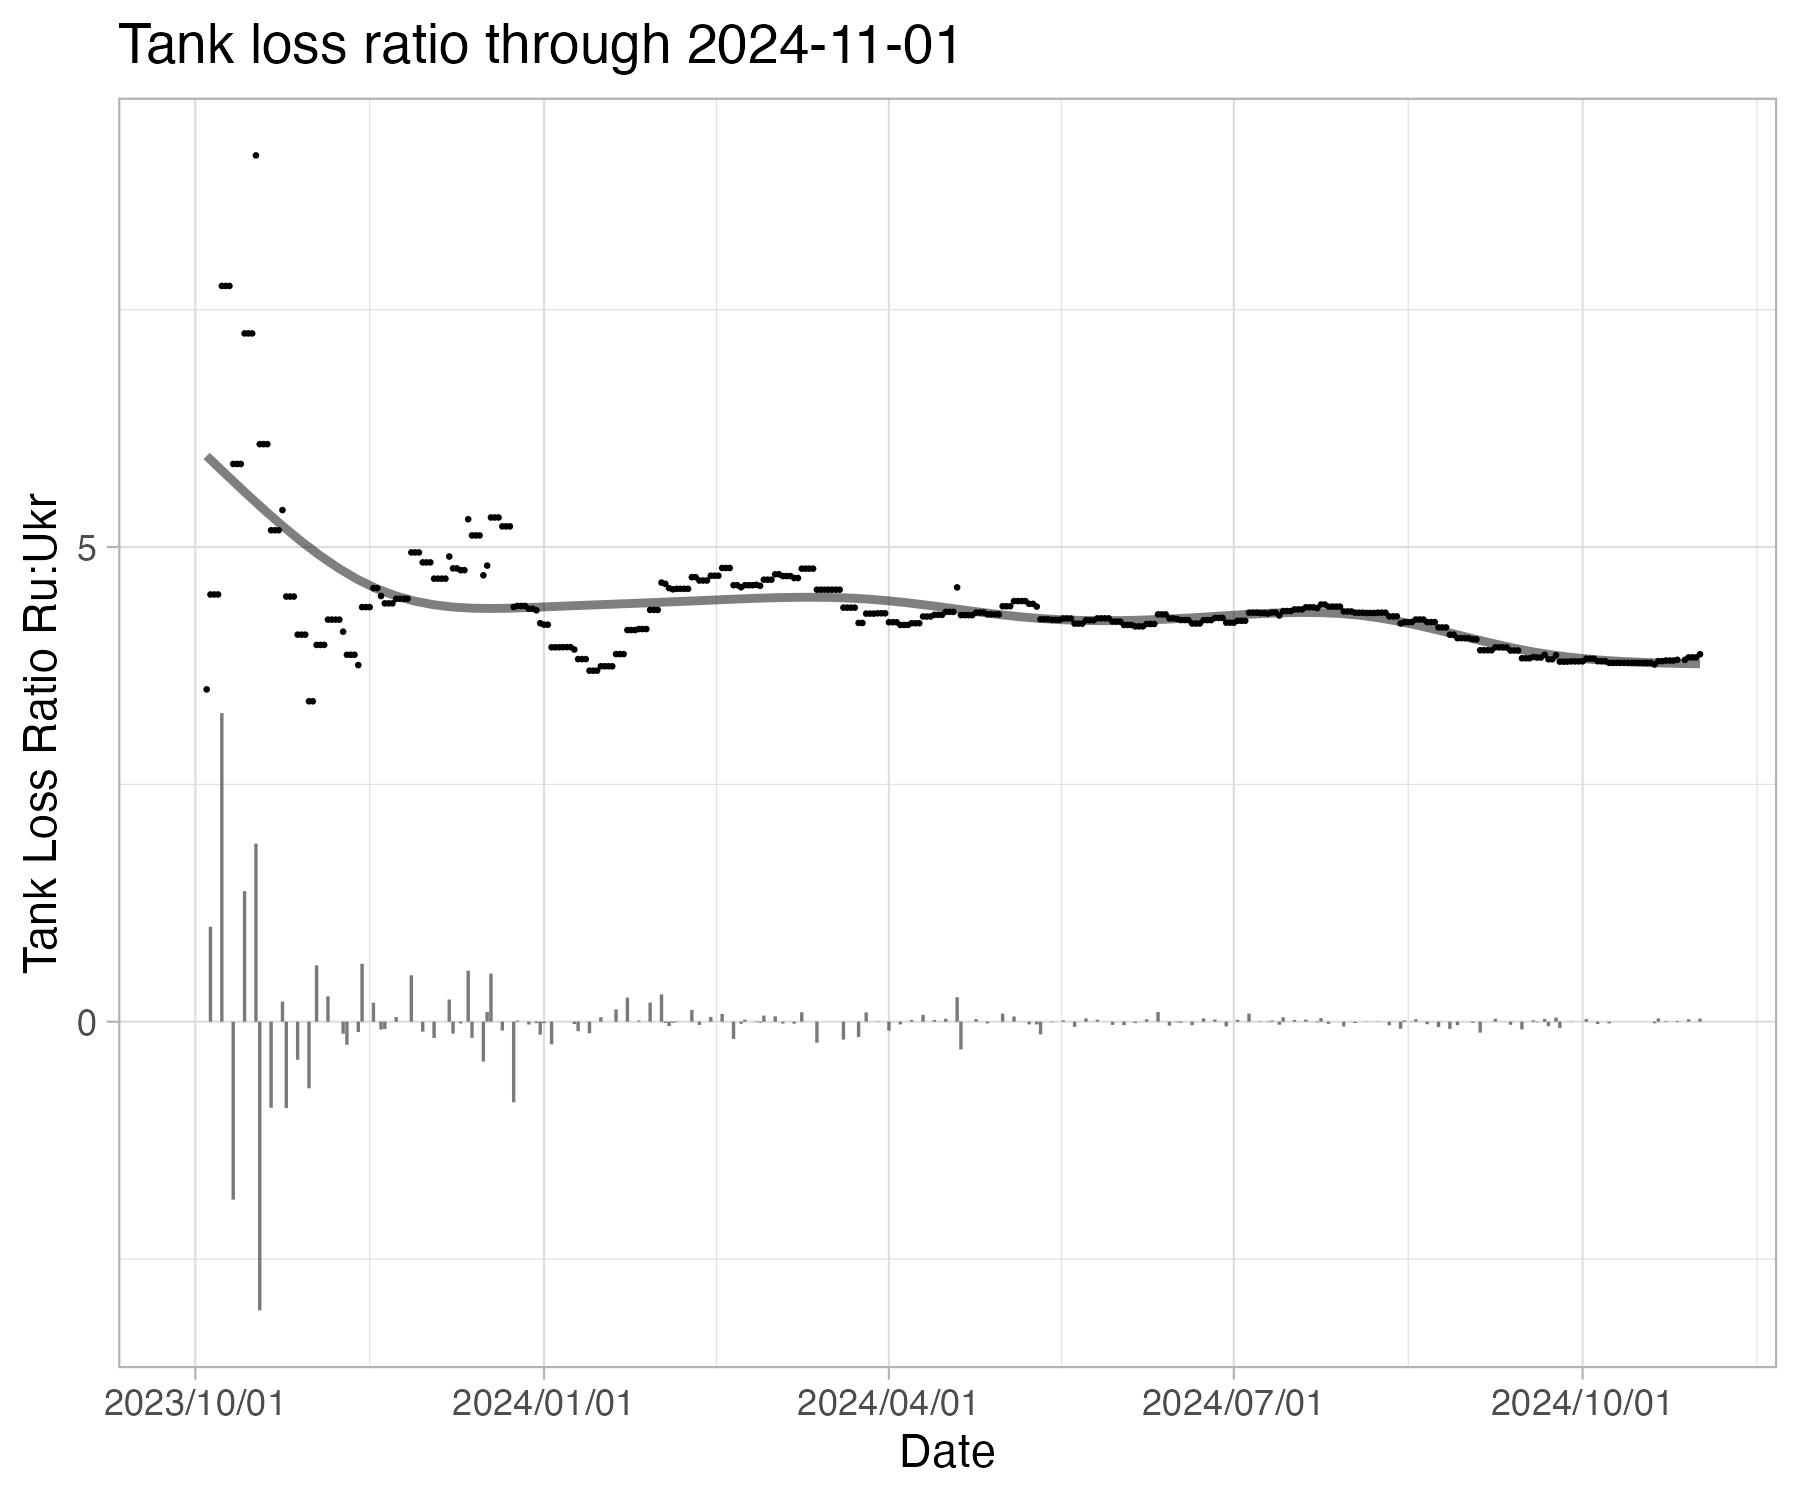 Tank loss ratio through 2024-11-01
Tank Loss Ratio Ru:Ukr
5
0
2023/10/01 2024/01/01 2024/04/01 2024/07/01 2024/10/01
Date